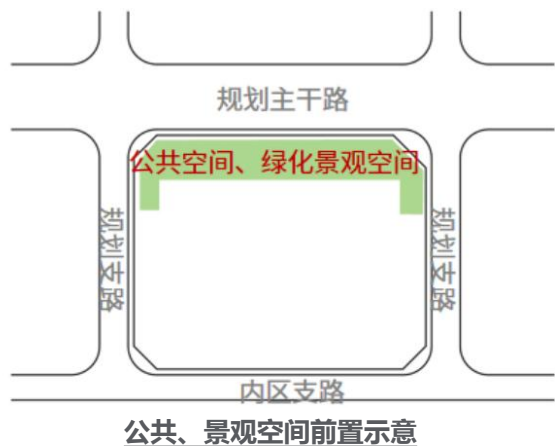 规划主干路
公共空间、绿化景观空间
规划支路
规划支路
内区支路
公共、景观空间前置示意